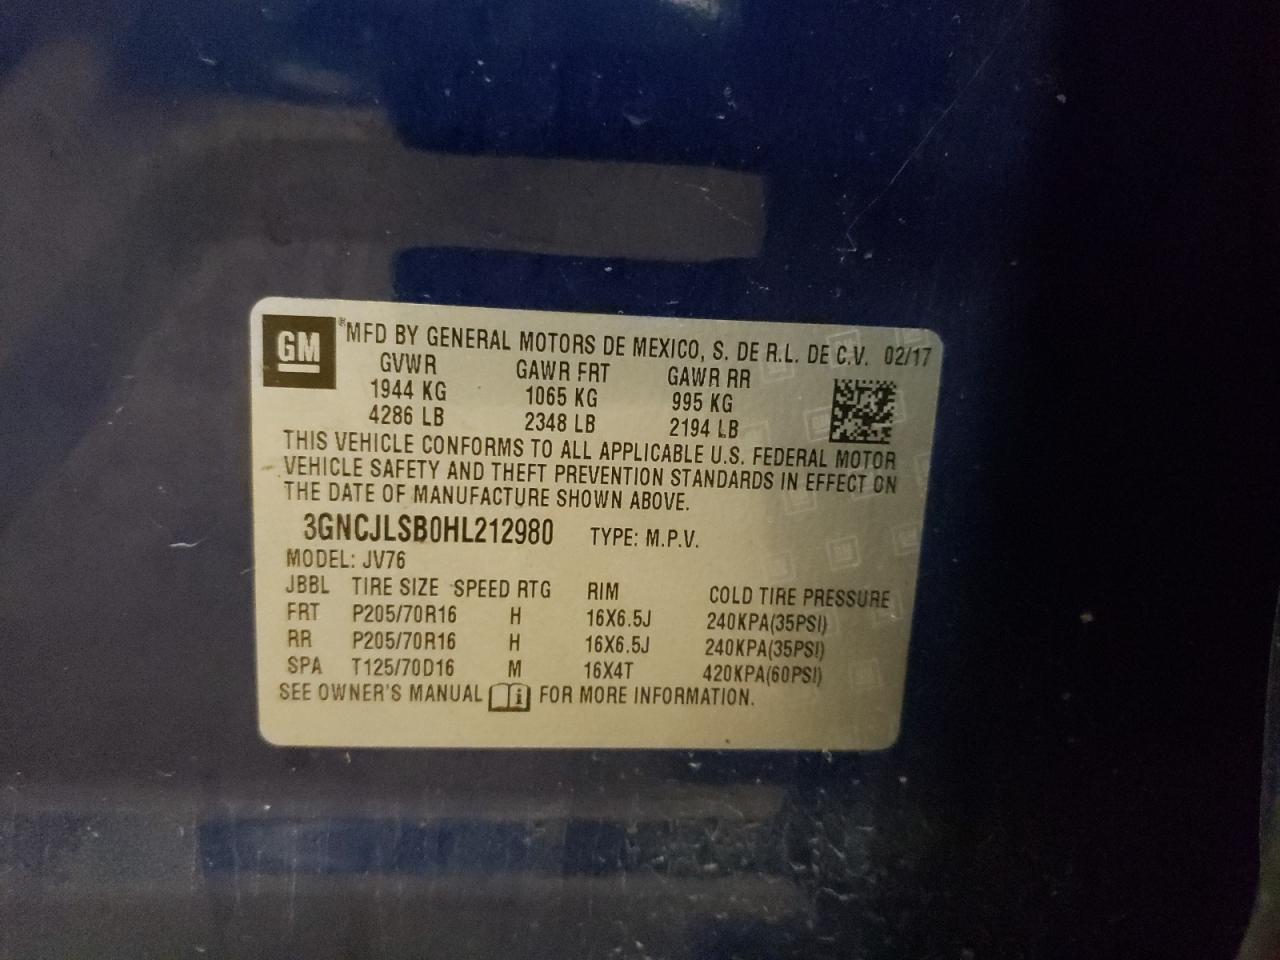 GM ® MFD BY GENERAL MOTORS DE MEXICO, S. DE R.L. DE C.V. 02/17
GVWR GAWR FRT GAWR RR
1944 KG 1065 KG 995 KG
4286 LB 2348 LB 2194 LB
THIS VEHICLE CONFORMS TO ALL APPLICABLE U.S. FEDERAL MOTOR
VEHICLE SAFETY AND THEFT PREVENTION STANDARDS IN EFFECT ON
THE DATE OF MANUFACTURE SHOWN ABOVE.
3GNCJLSB0HL212980 TYPE: M.P.V.
MODEL: JV76
JBBL TIRE SIZE SPEED RTG RIM COLD TIRE PRESSURE
FRT P205/70R16 H 16X6.5J 240KPA(35PSI)
RR P205/70R16 H 16X6.5J 240KPA(35PSI)
SPA T125/70D16 M 16X4T 420KPA(60PSI)
SEE OWNER'S MANUAL i FOR MORE INFORMATION.